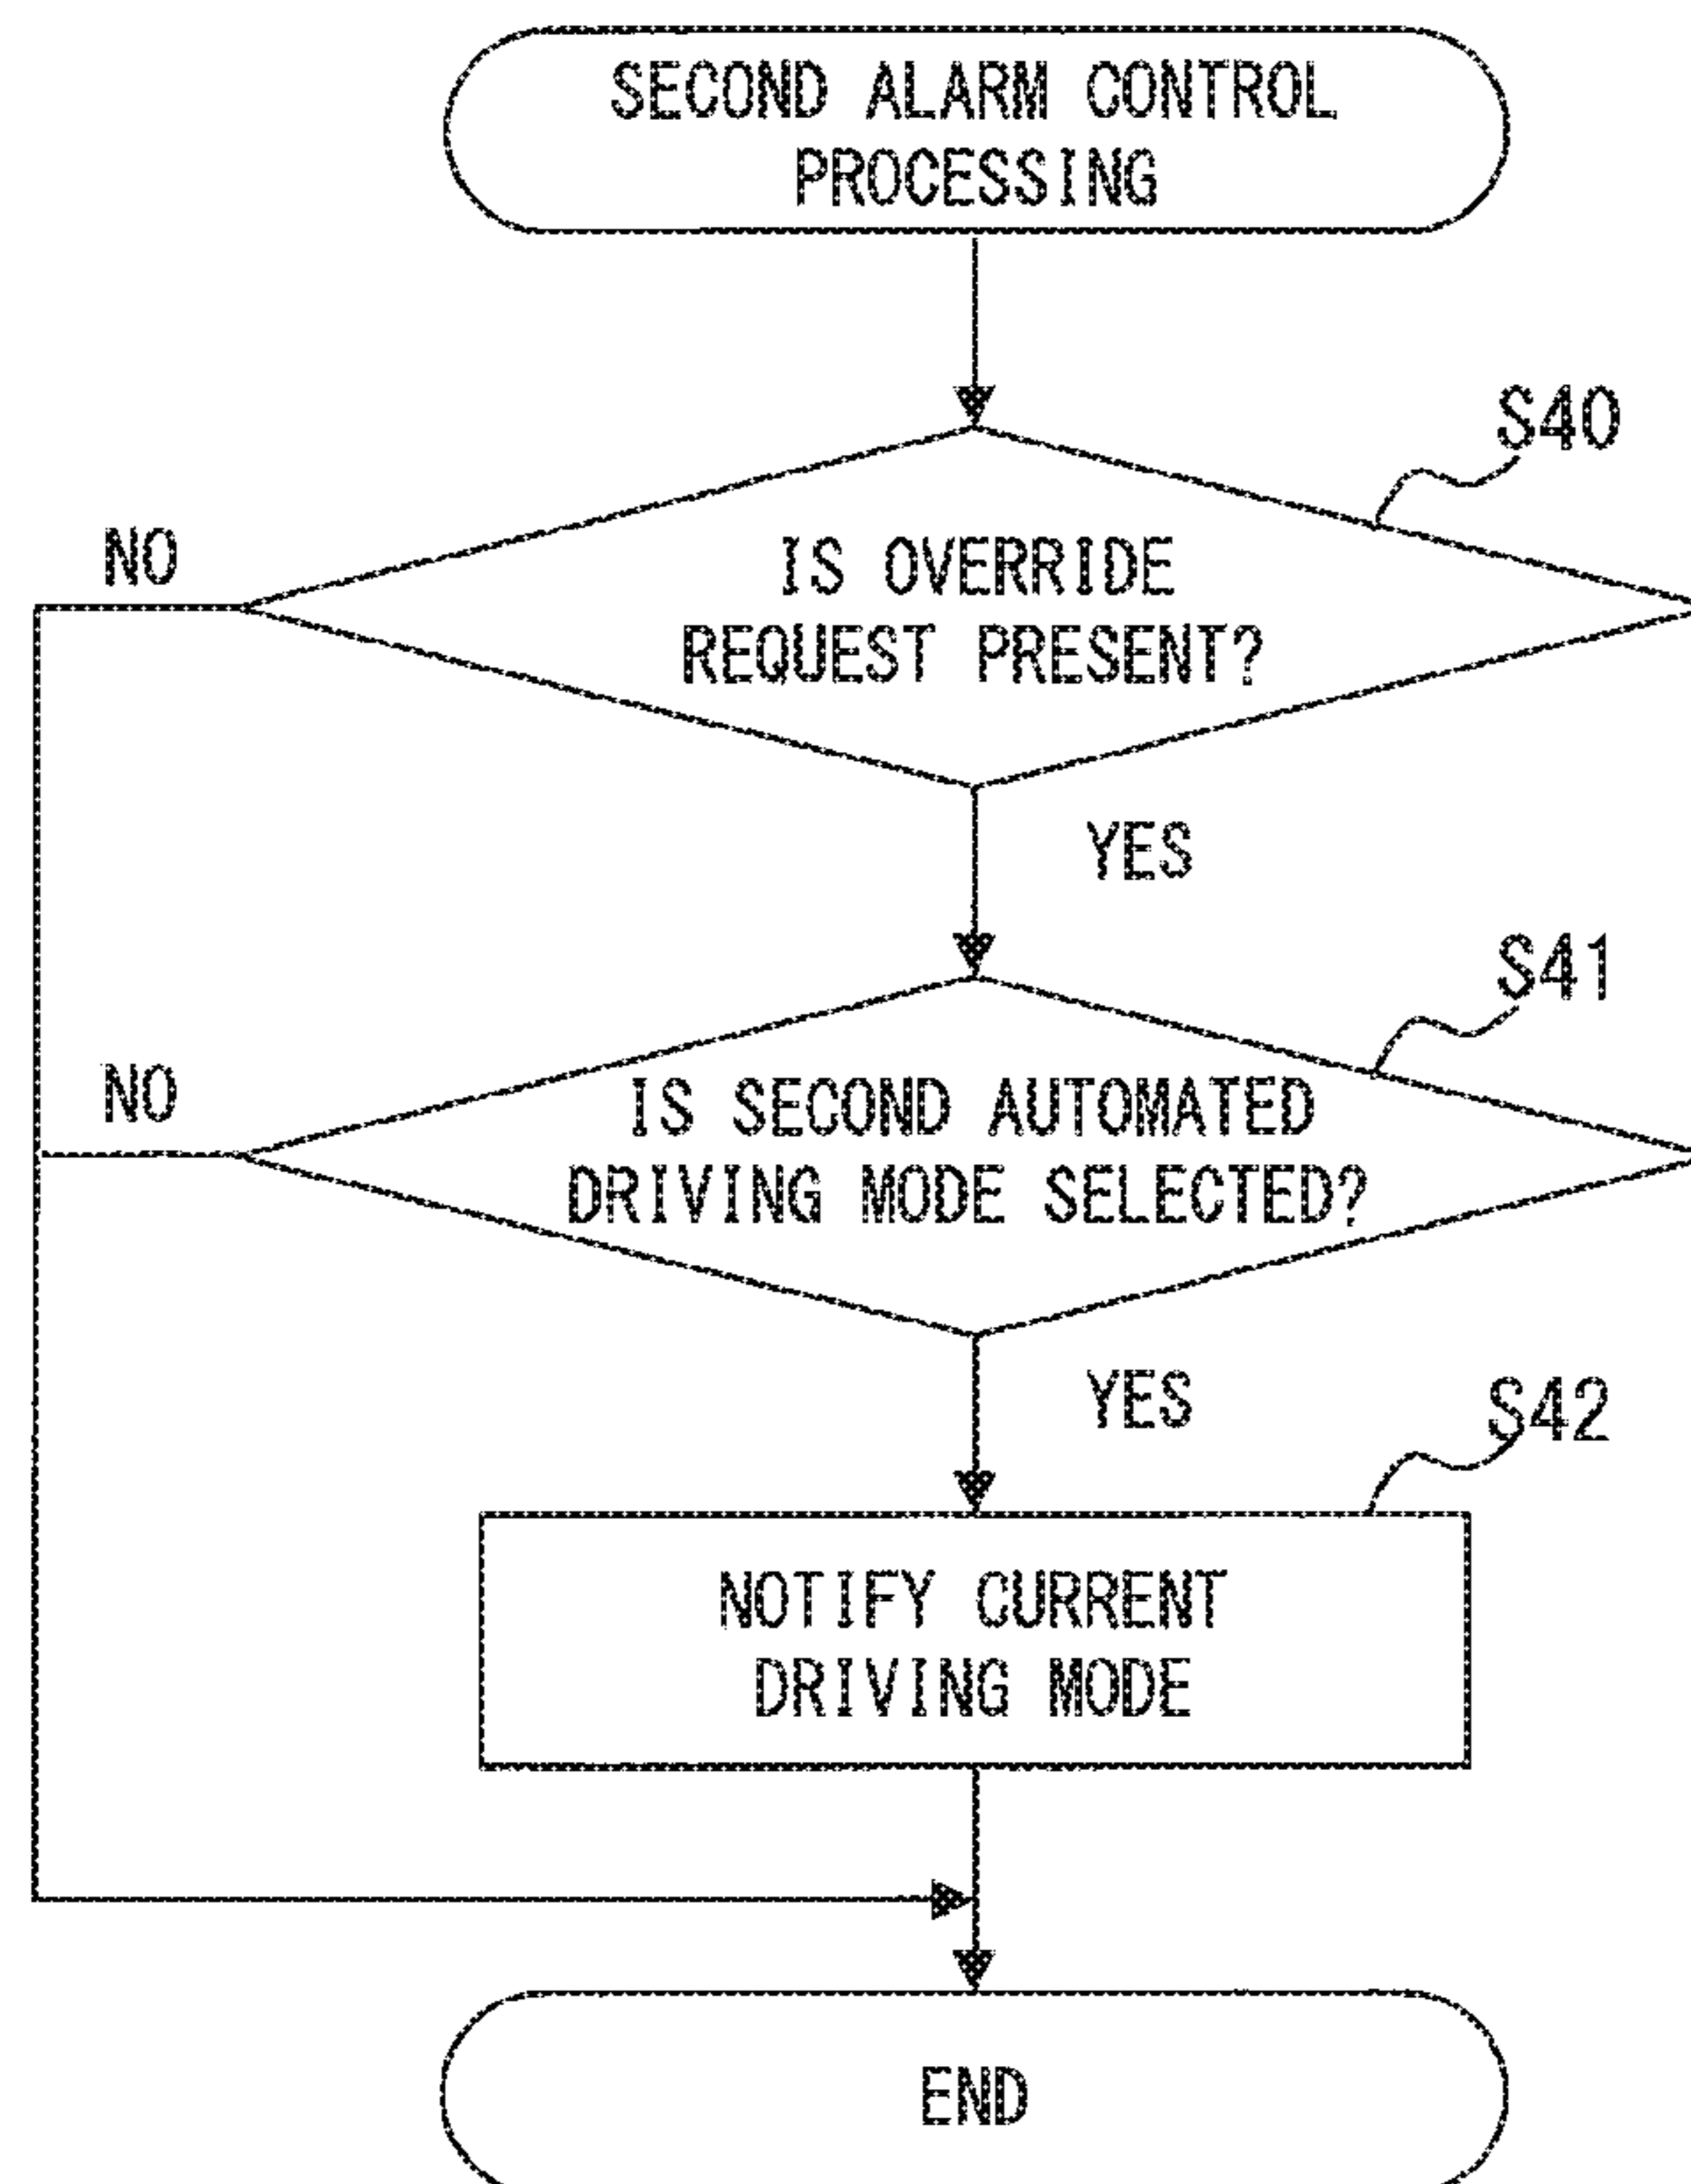 SECOND ALARM CONTROL
PROCESSING
S40
NO
IS OVERRIDE
REQUEST PRESENT?
YES
S41
NO
IS SECOND AUTOMATED
DRIVING MODE SELECTED?
YES
S42
NOTIFY CURRENT
DRIVING MODE
END